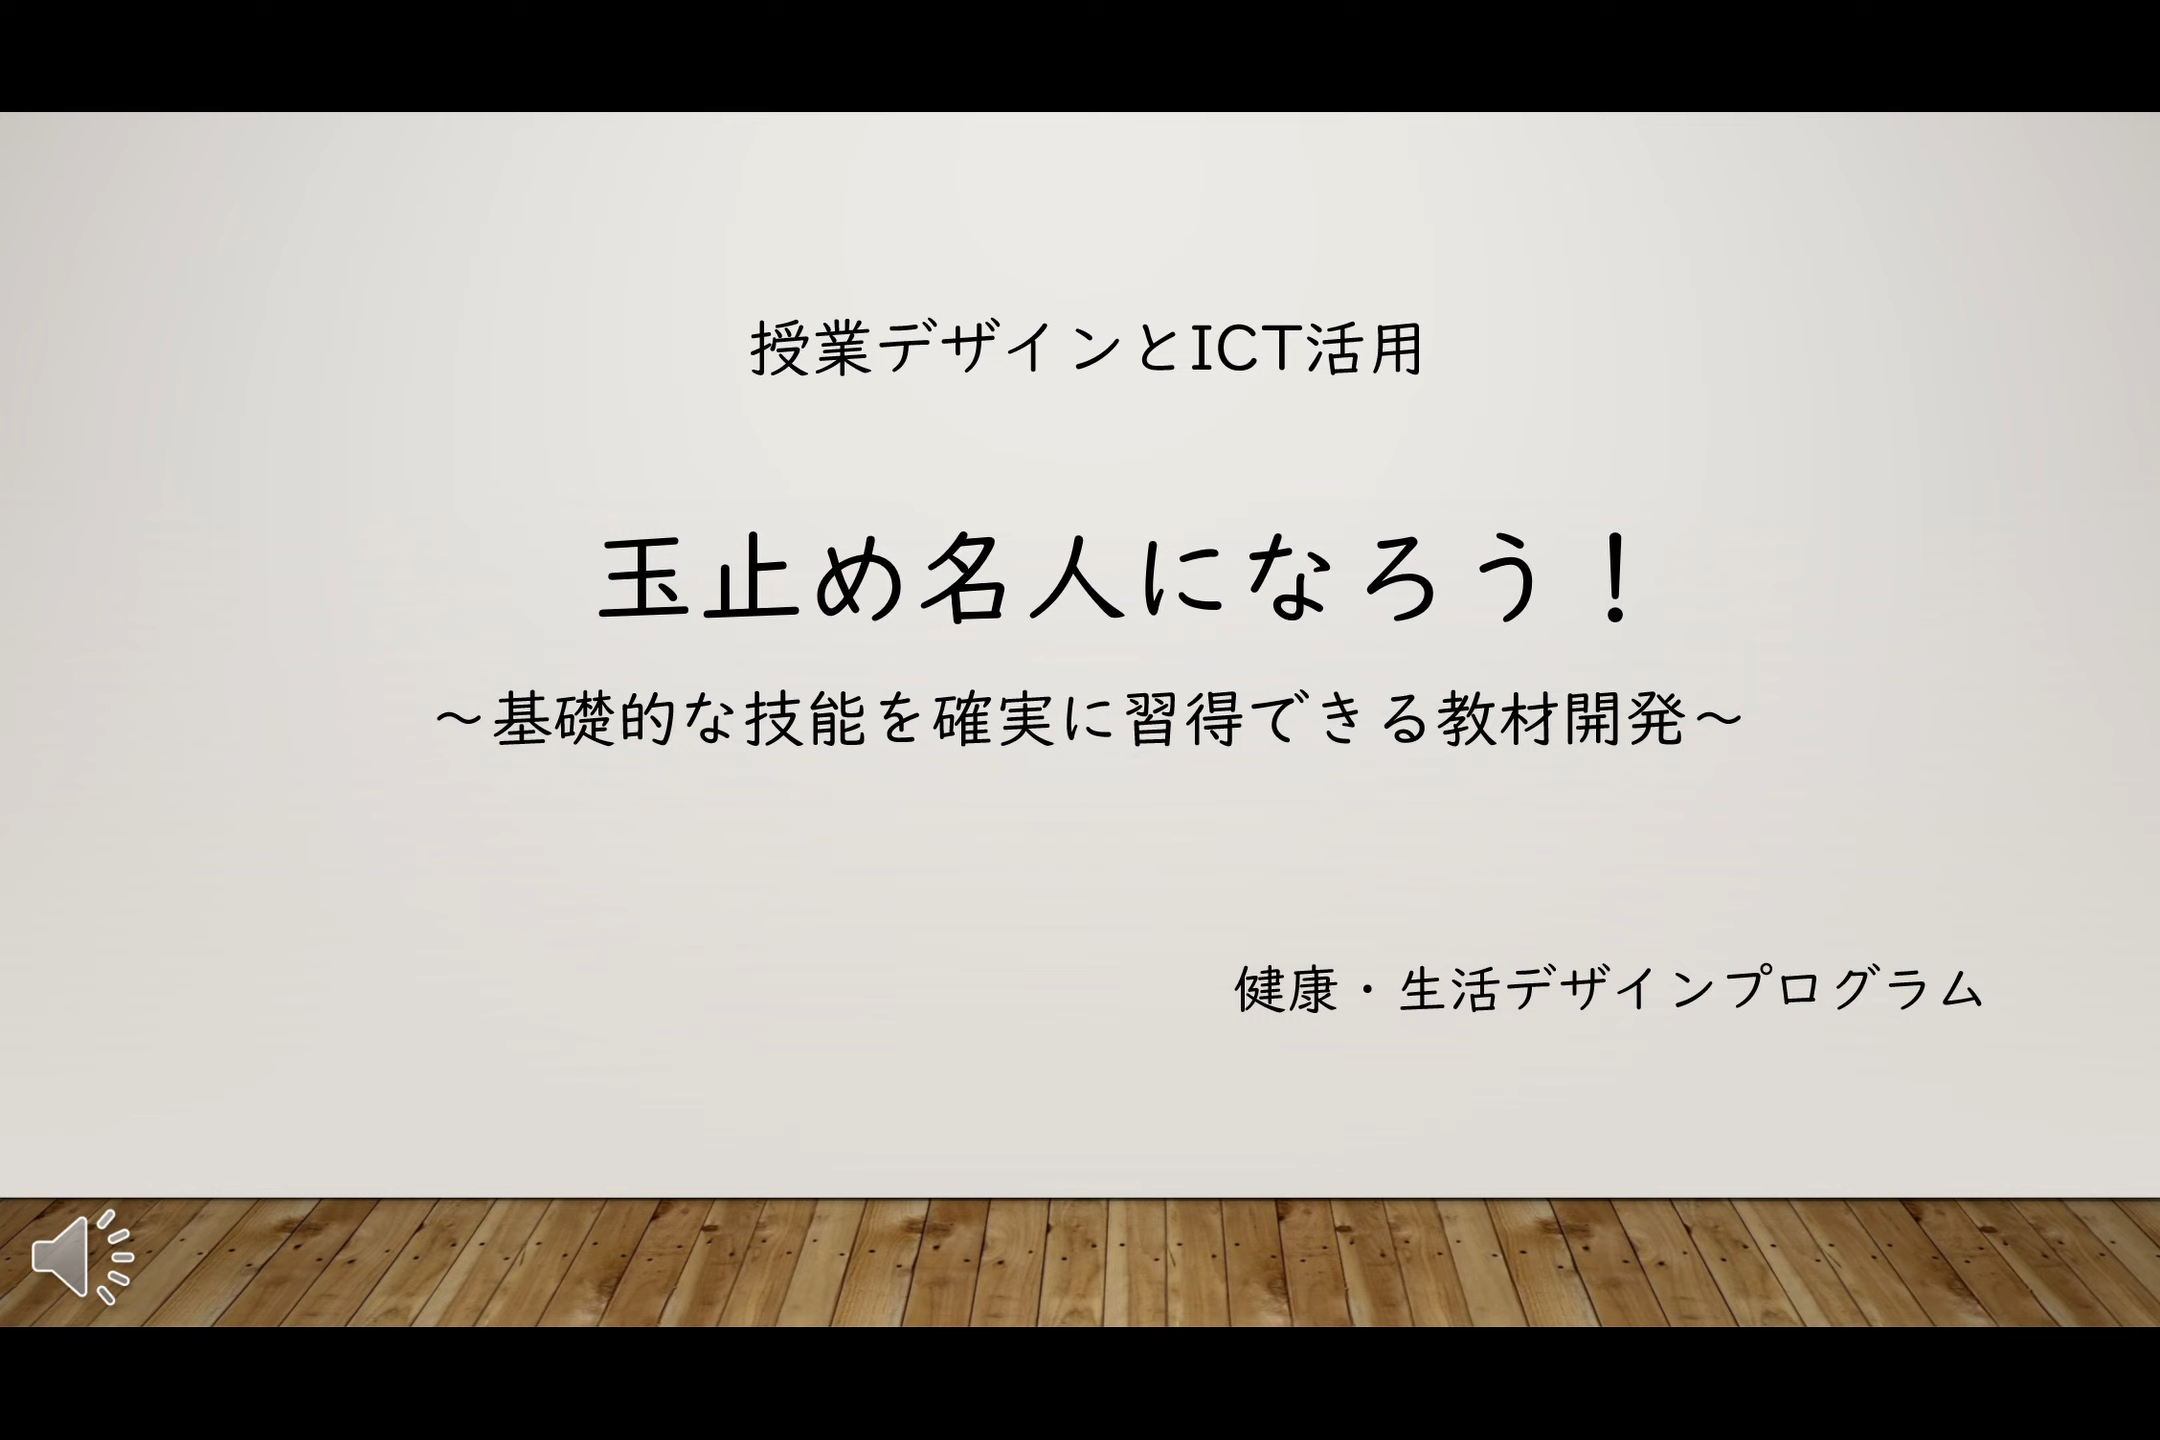 授業デザインとICT活用
玉止め名人になろう！
～基礎的な技能を確実に習得できる教材開発～
健康・生活デザインプログラム